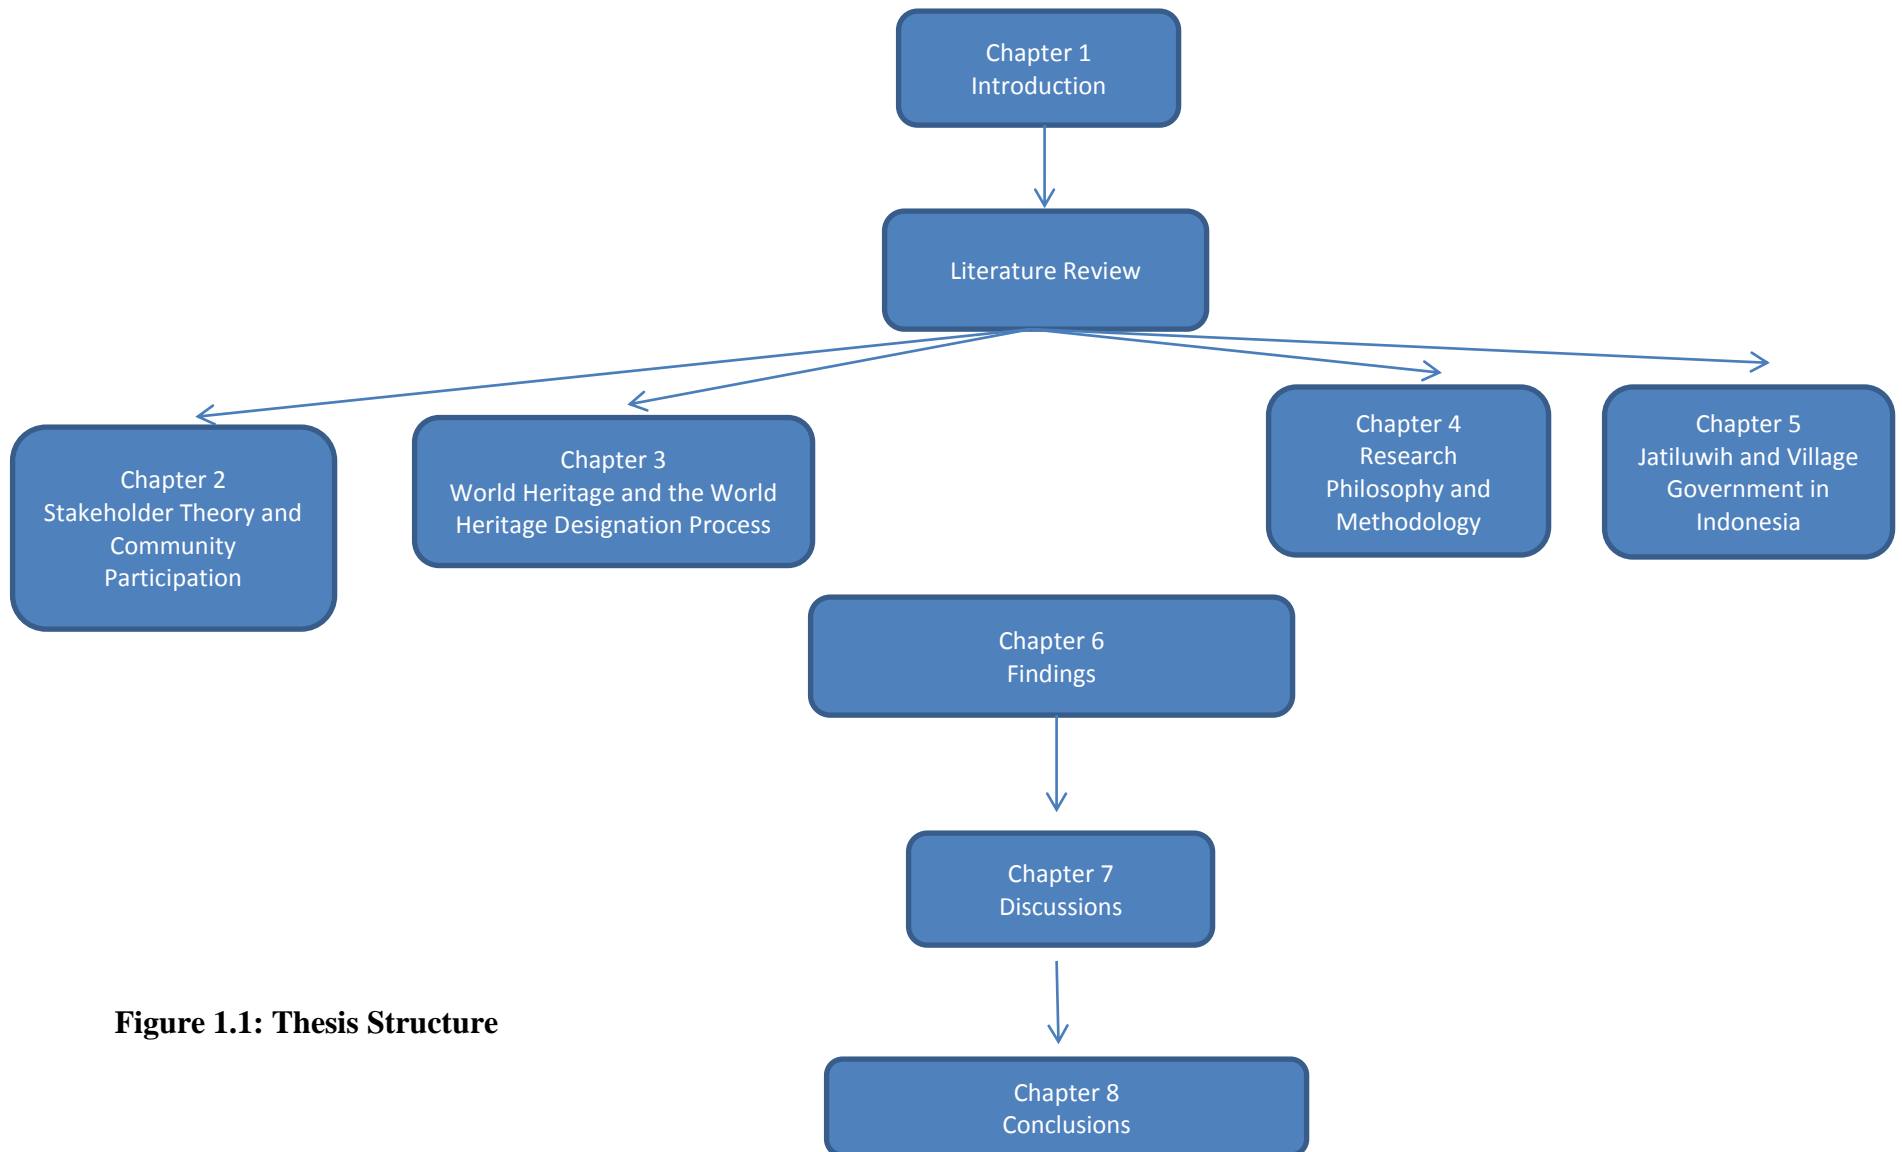 Chapter 1
Introduction
Literature Review
Chapter 2
Stakeholder Theory and
Community
Participation
Chapter 3
World Heritage and the World
Heritage Designation Process
Chapter 4
Research
Philosophy and
Methodology
Chapter 5
Jatiluwih and Village
Government in
Indonesia
Chapter 6
Findings
Chapter 7
Discussions
Figure 1.1: Thesis Structure
Chapter 8
Conclusions